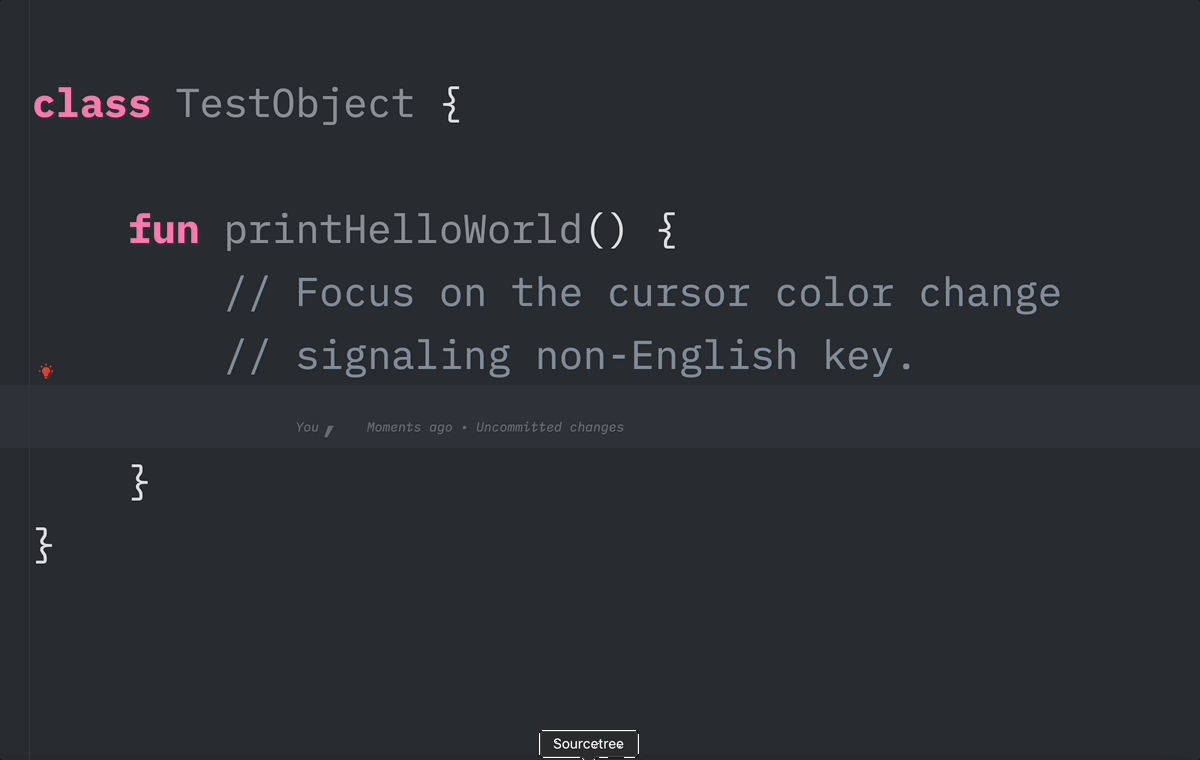 class TestObject {
fun printHelloWorld() {
// Focus on the cursor color change
// signaling non-English key.
You, Moments ago • Uncommitted changes
}
}
Sourcetree